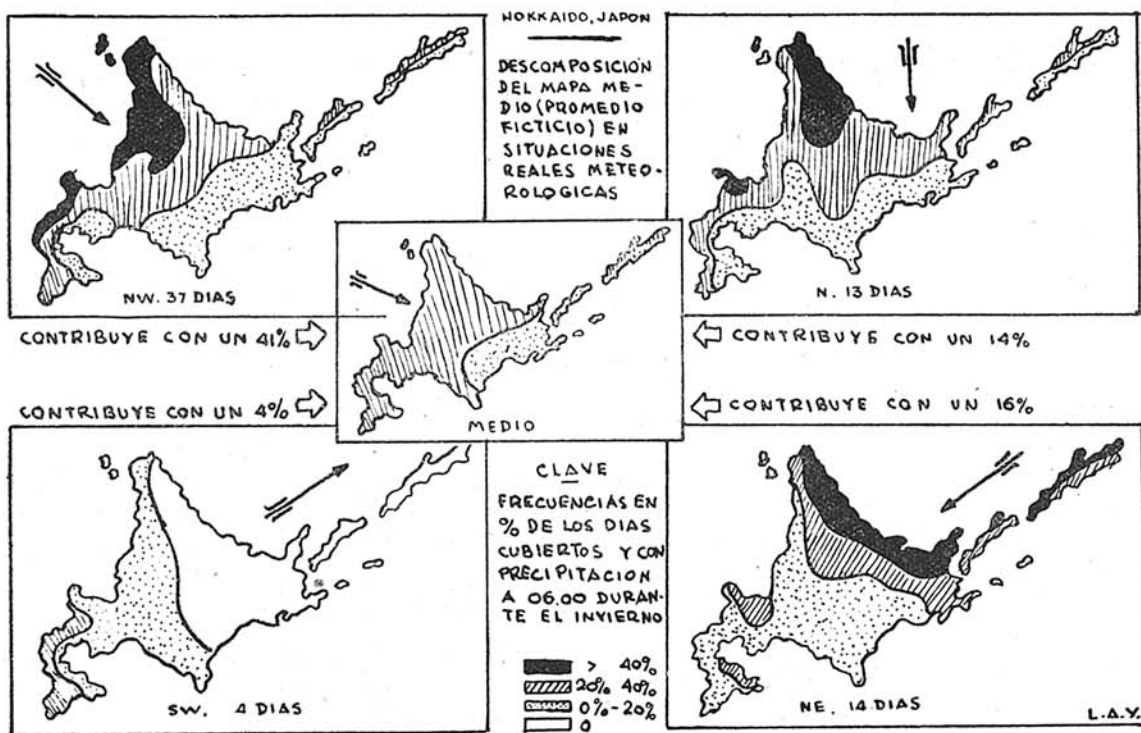 HOKKAIDO, JAPON
DESCOMPOSICIÓN
DEL MAPA ME-
DIO (PROMEDIO
FICTICIO) EN
SITUACIONES
REALES METEO-
ROLOGICAS
NW. 37 DIAS
N. 13 DIAS
CONTRIBUYE CON UN 41%
CONTRIBUYE CON UN 14%
CONTRIBUYE CON UN 4%
CONTRIBUYE CON UN 16%
MEDIO
CLAVE
FRECUENCIAS EN
% DE LOS DIAS
CUBIERTOS Y CON
PRECIPITACION
A 06.00 DURAN-
TE EL INVIERNO
> 40%
20% 40%
0%-20%
0
SW. 4 DIAS
NE. 14 DIAS
L.A.Y.